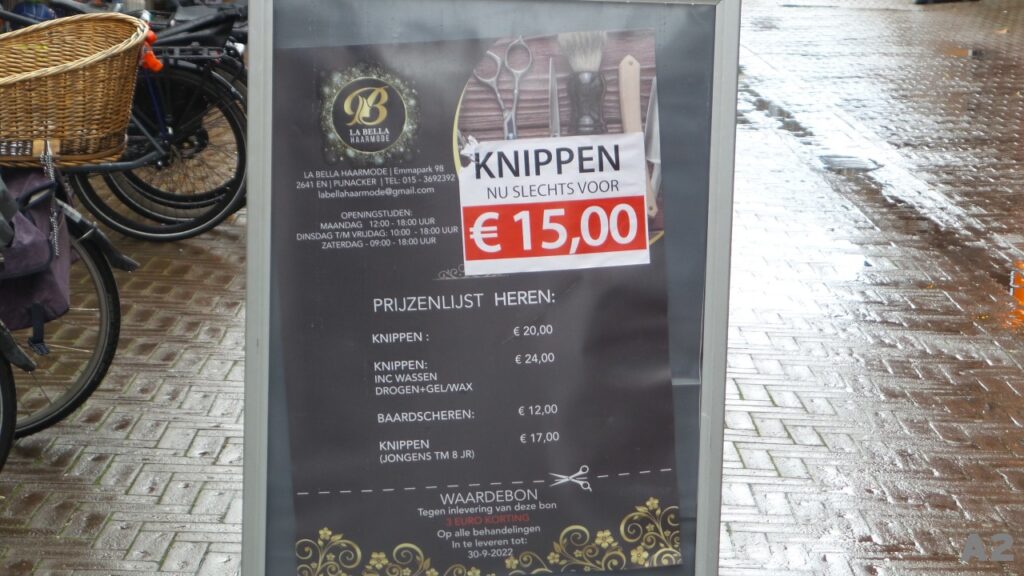 B
LA BELLA
HAARMODE
LA BELLA HAARMODE | Emmapark 98
2641 EN | PIJNACKER | TEL: 015 - 3692392
labellahaarmode@gmail.com
OPENINGSTIJDEN:
MAANDAG 12:00 - 18:00 UUR
DINSDAG T/M VRIJDAG: 10:00 - 18:00 UUR
ZATERDAG - 09:00 - 18:00 UUR
KNIPPEN
NU SLECHTS VOOR
€ 15,00
PRIJZENLIJST HEREN:
KNIPPEN : € 20,00
KNIPPEN: € 24,00
INC WASSEN
DROGEN+GEL/WAX
BAARDSCHEREN: € 12,00
KNIPPEN € 17,00
(JONGENS TM 8 JR)
WAARDEBON
Tegen inlevering van deze bon
3 EURO KORTING
Op alle behandelingen
In te leveren tot:
30-9-2022
A2